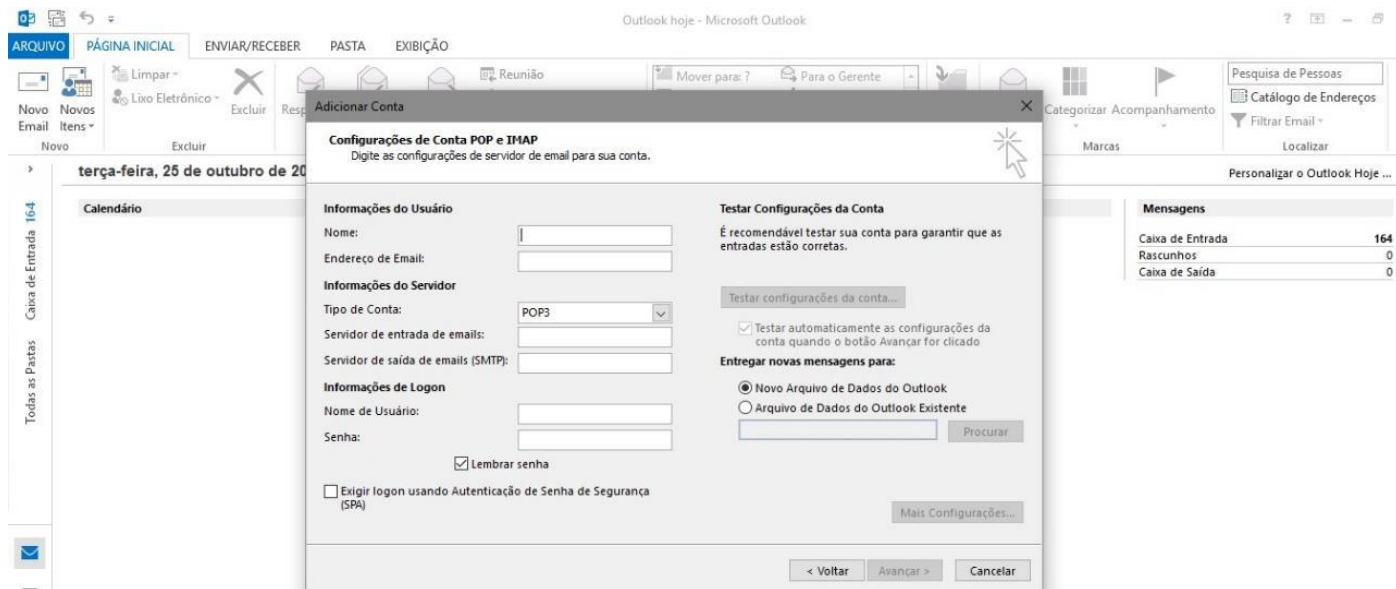 Outlook hoje - Microsoft Outlook
ARQUIVO PÁGINA INICIAL ENVIAR/RECEBER PASTA EXIBIÇÃO
Novo Email
Novos Itens
Novo
Limpar
Lixo Eletrônico
Excluir
Excluir
Reunião
Mover para: ?
Para o Gerente
Categorizar
Acompanhamento
Marcas
Pesquisa de Pessoas
Catálogo de Endereços
Filtrar Email
Localizar
terça-feira, 25 de outubro de 20
Personalizar o Outlook Hoje ...
Caixa de Entrada 164
Todas as Pastas
Calendário
Mensagens
Caixa de Entrada 164
Rascunhos 0
Caixa de Saída 0
Adicionar Conta
Configurações de Conta POP e IMAP
Digite as configurações de servidor de email para sua conta.
Informações do Usuário
Nome:
Endereço de Email:
Informações do Servidor
Tipo de Conta: POP3
Servidor de entrada de emails:
Servidor de saída de emails (SMTP):
Informações de Logon
Nome de Usuário:
Senha:
Lembrar senha
Exigir logon usando Autenticação de Senha de Segurança
(SPA)
Testar Configurações da Conta
É recomendável testar sua conta para garantir que as
entradas estão corretas.
Testar configurações da conta...
Testar automaticamente as configurações da
conta quando o botão Avançar for clicado
Entregar novas mensagens para:
Novo Arquivo de Dados do Outlook
Arquivo de Dados do Outlook Existente
Procurar
Mais Configurações...
< Voltar Avançar > Cancelar